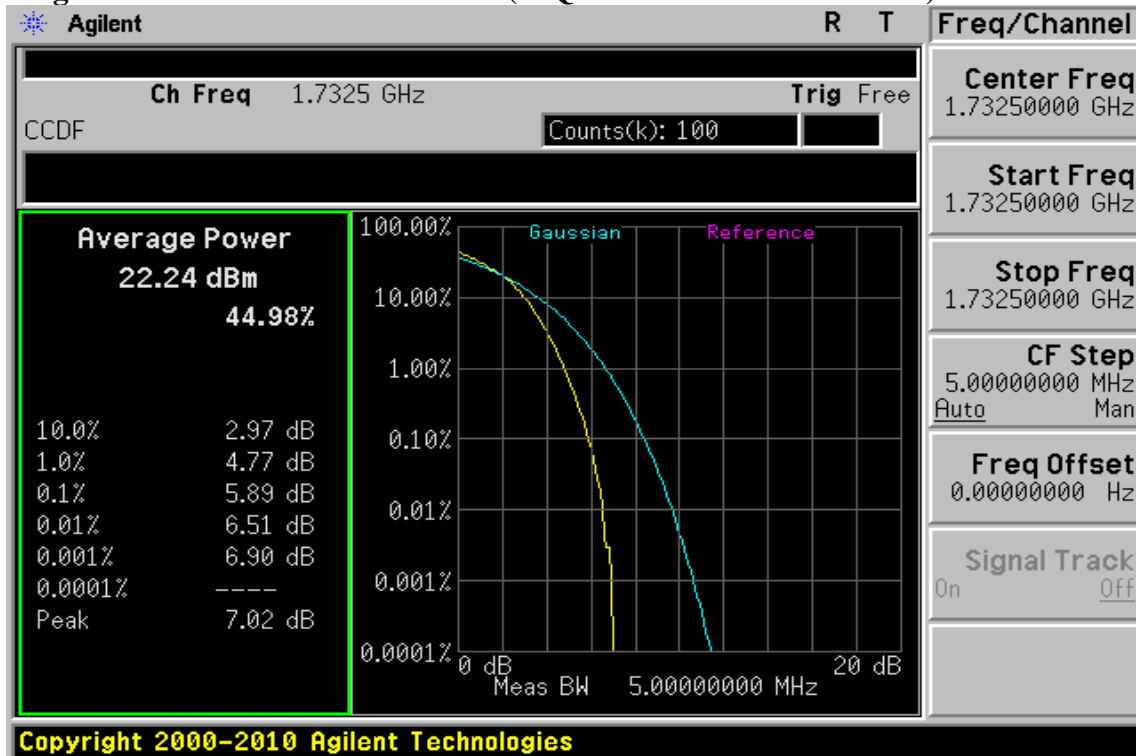 Agilent R T Freq/Channel
Ch Freq 1.7325 GHz Trig Free
CCDF Counts(k): 100
Average Power
22.24 dBm
44.98%
10.0% 2.97 dB
1.0% 4.77 dB
0.1% 5.89 dB
0.01% 6.51 dB
0.001% 6.90 dB
0.0001% ----
Peak 7.02 dB
Gaussian Reference
100.00%
10.00%
1.00%
0.10%
0.01%
0.001%
0.0001%
0 dB 20 dB
Meas BW 5.00000000 MHz
Center Freq
1.73250000 GHz
Start Freq
1.73250000 GHz
Stop Freq
1.73250000 GHz
CF Step
5.00000000 MHz
Auto Man
Freq Offset
0.00000000 Hz
Signal Track
On Off
Copyright 2000-2010 Agilent Technologies